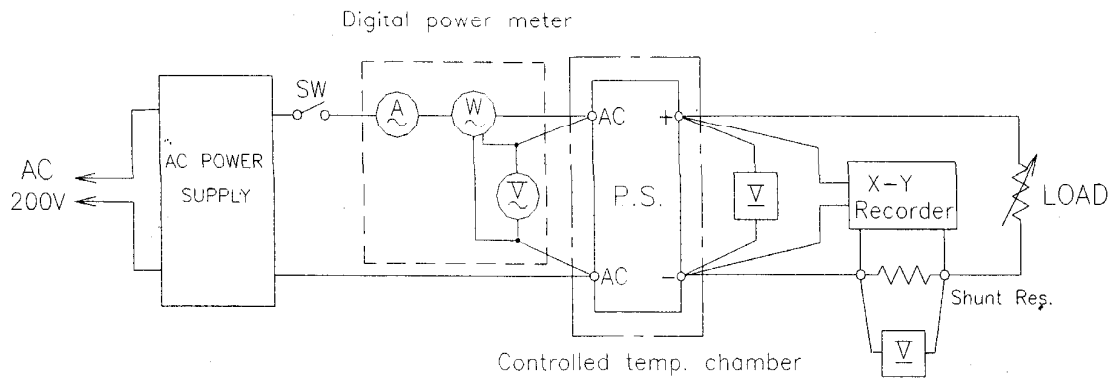 Digital power meter
SW
A
W
AC
+
AC POWER
SUPPLY
AC
200V
V
P.S.
V
X-Y
Recorder
LOAD
AC
-
Shunt Res.
V
Controlled temp. chamber